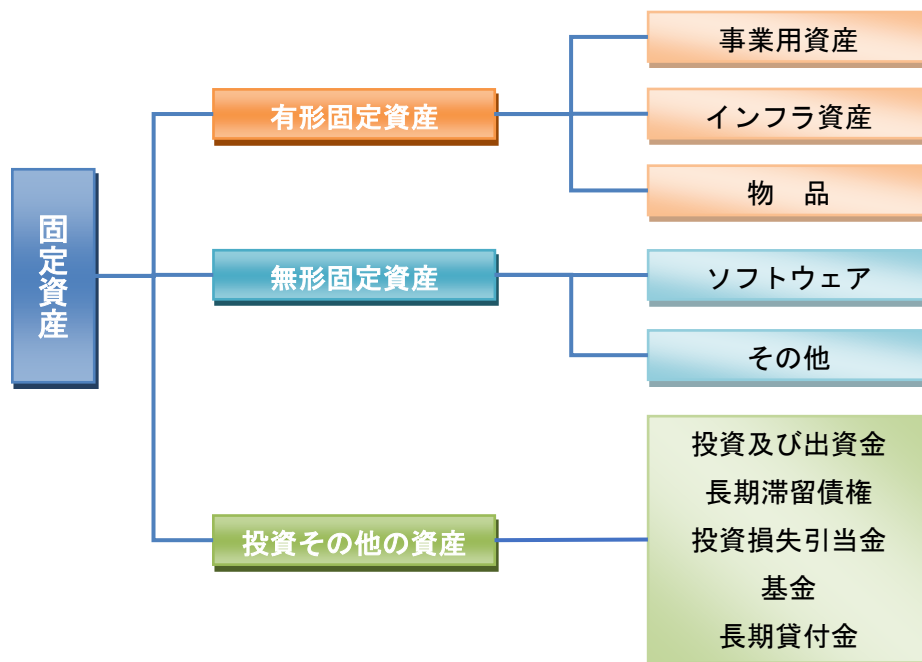 固定資産
有形固定資産
事業用資産
インフラ資産
物　品
無形固定資産
ソフトウェア
その他
投資その他の資産
投資及び出資金
長期滞留債権
投資損失引当金
基金
長期貸付金